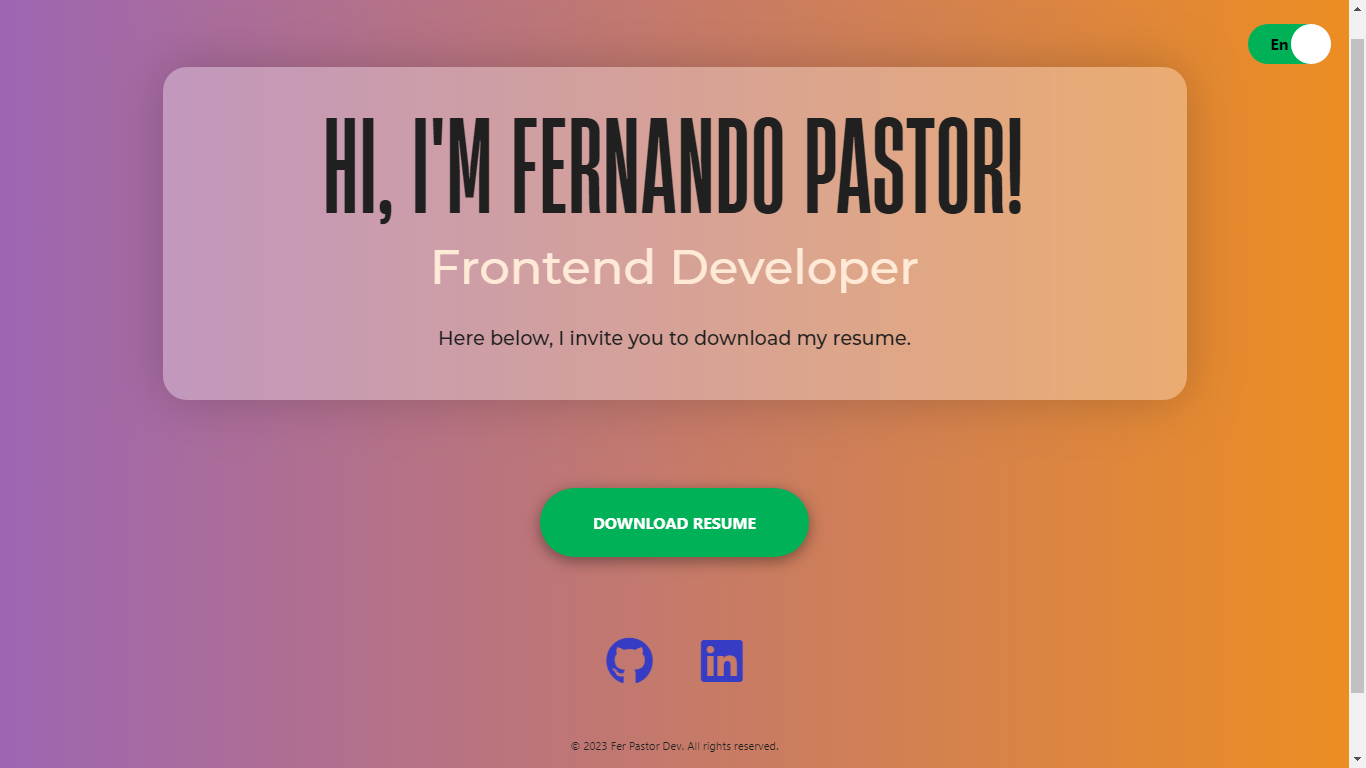 En
HI, I'M FERNANDO PASTOR!
Frontend Developer
Here below, I invite you to download my resume.
DOWNLOAD RESUME
in
© 2023 Fer Pastor Dev. All rights reserved.